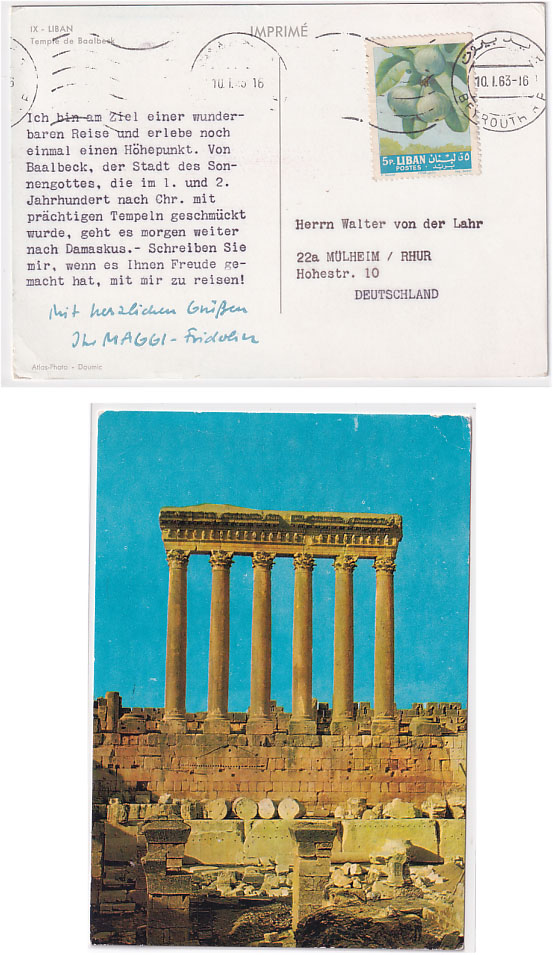 IX - LIBAN
Temple de Baalbeck
IMPRIMÉ
10.I.63-16
10.I.63-16
BEYROUTH
5P. LIBAN لبنان ٥ق
POSTES بريد
Ich bin am Ziel einer wunder-
baren Reise und erlebe noch
einmal einen Höhepunkt. Von
Baalbeck, der Stadt des Son-
nengottes, die im 1. und 2.
Jahrhundert nach Chr. mit
prächtigen Tempeln geschmückt
wurde, geht es morgen weiter
nach Damaskus.- Schreiben Sie
mir, wenn es Ihnen Freude ge-
macht hat, mit mir zu reisen!
Mit herzlichen Grüßen
Ihr MAGGI-Fridolin
Herrn Walter von der Lahr
22a MÜLHEIM / RHUR
Hohestr. 10
DEUTSCHLAND
Atlas-Photo - Doumic